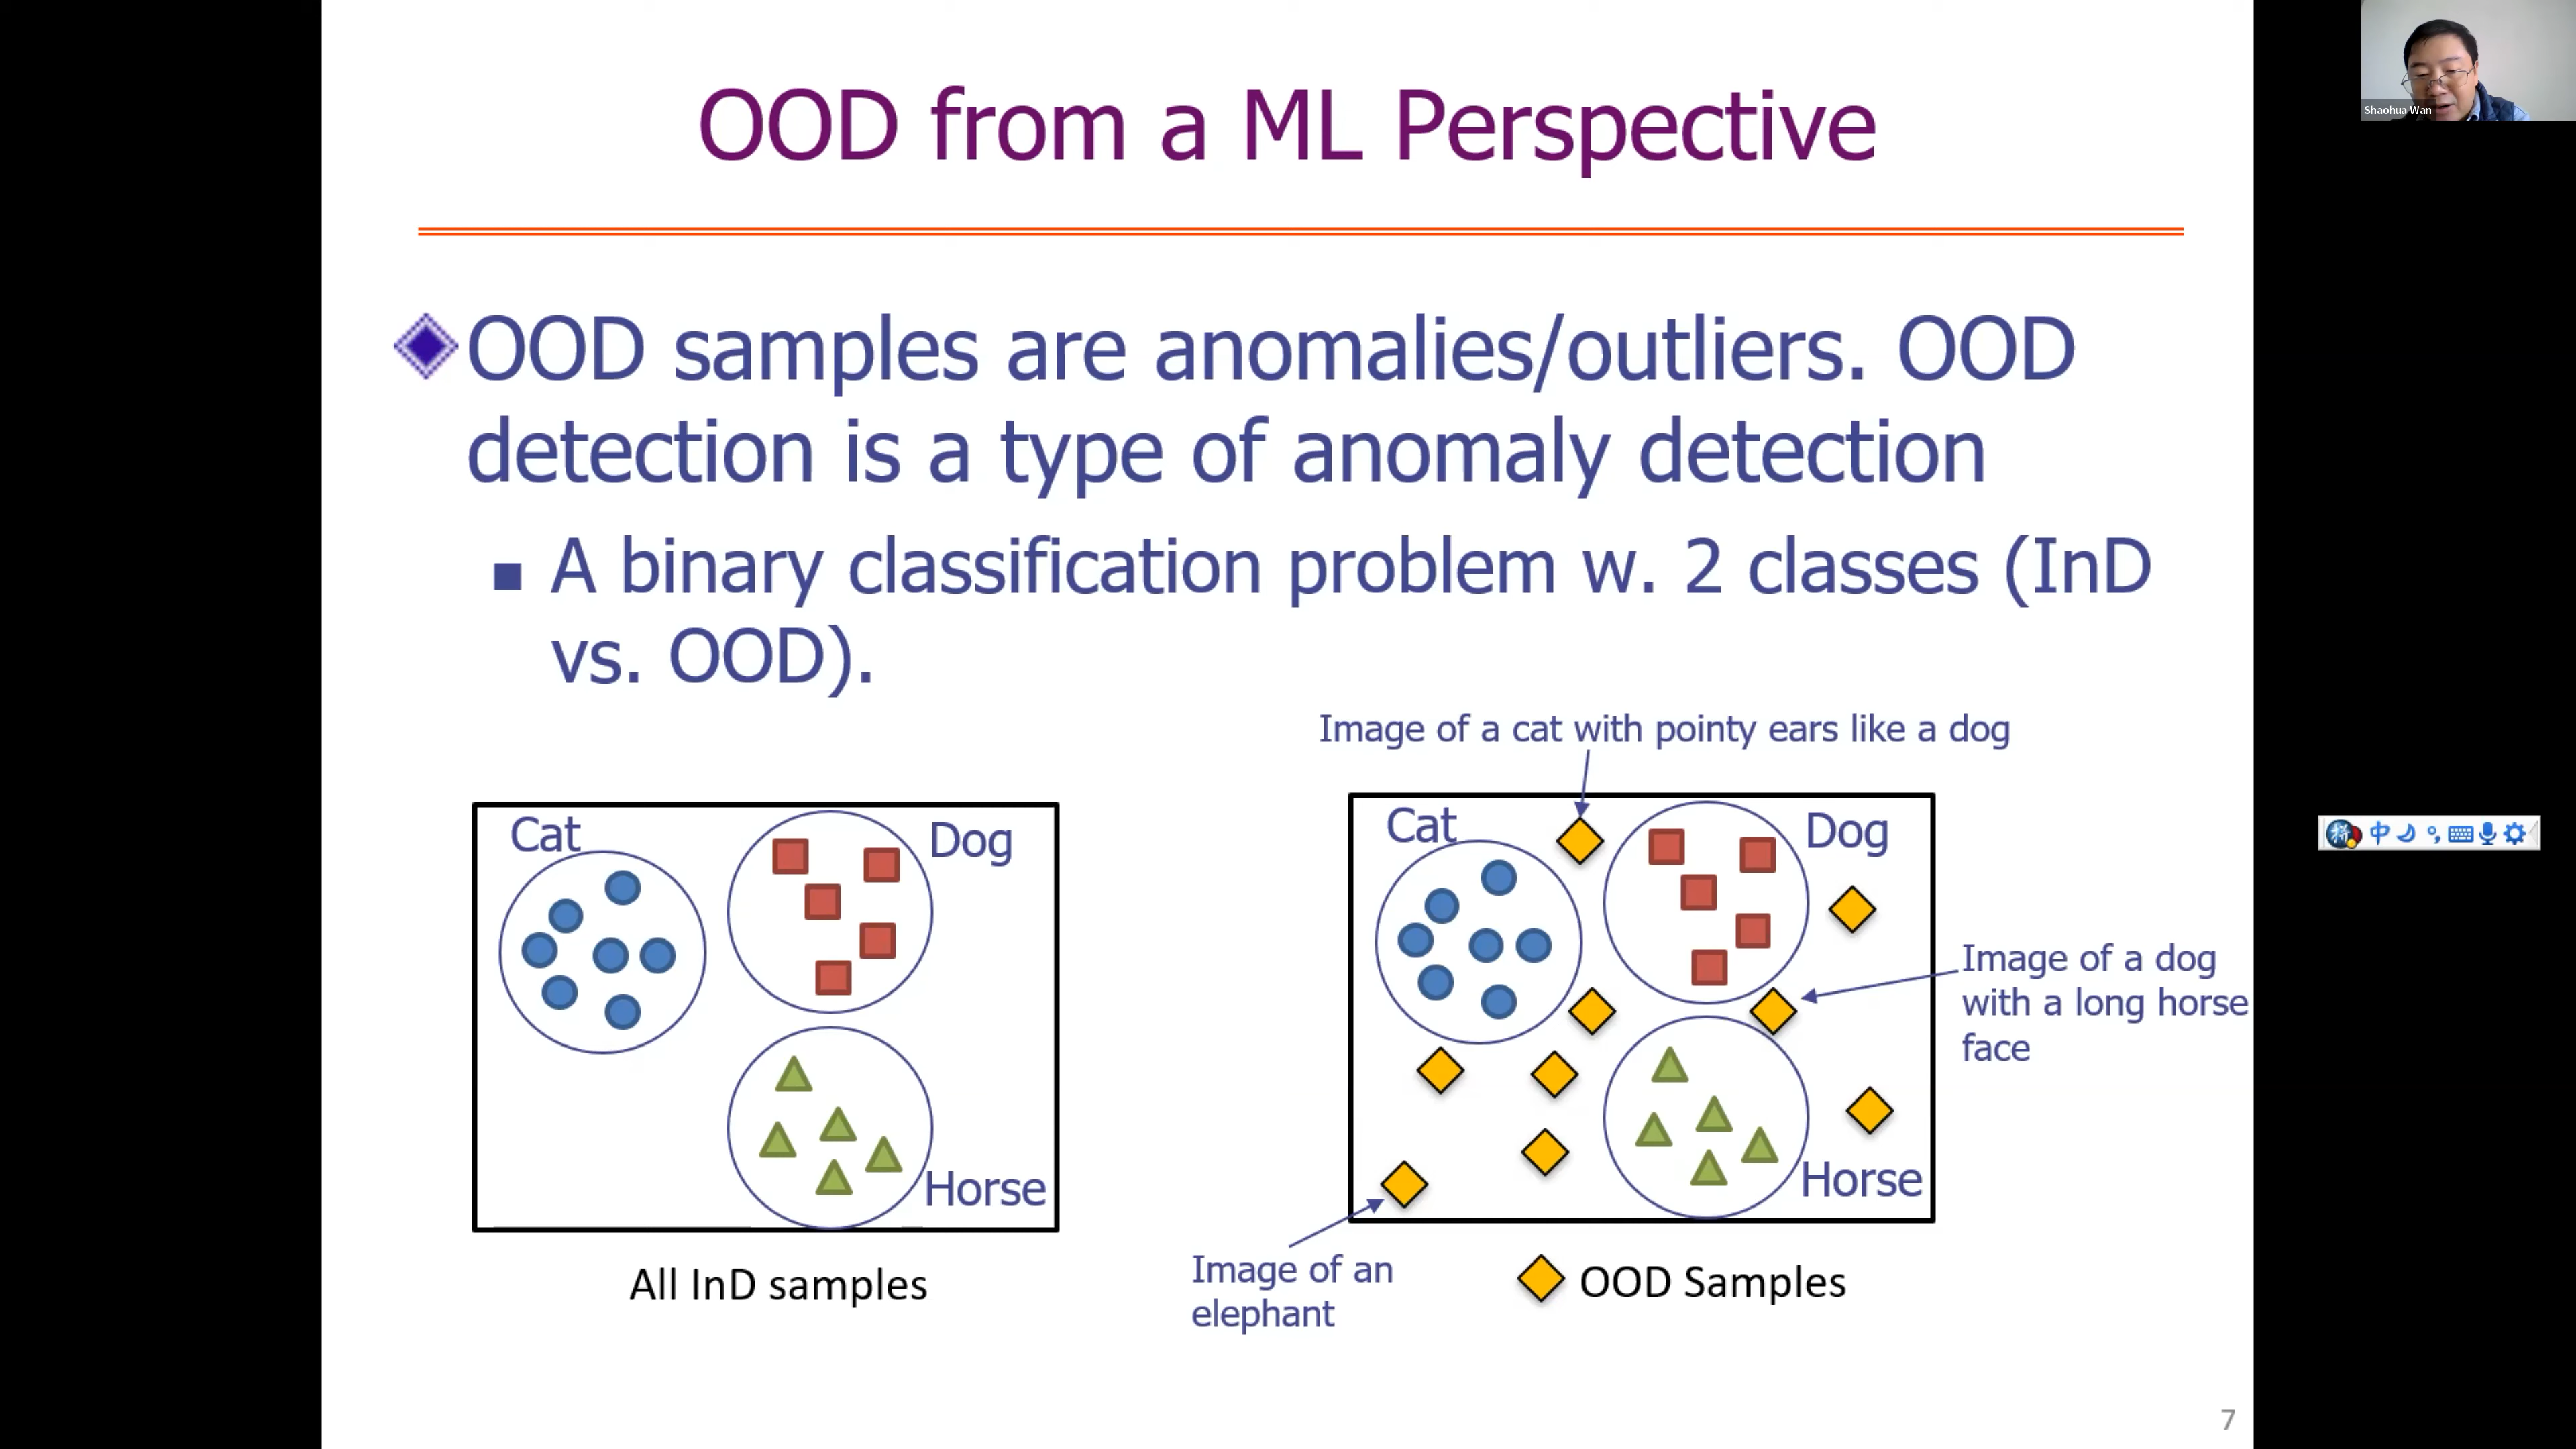 OOD from a ML Perspective
Shaohua Wan
OOD samples are anomalies/outliers. OOD
detection is a type of anomaly detection
A binary classification problem w. 2 classes (InD
vs. OOD).
Cat
Dog
Horse
All InD samples
Image of a cat with pointy ears like a dog
Cat
Dog
Horse
Image of a dog
with a long horse
face
Image of an
elephant
OOD Samples
拼 中
7